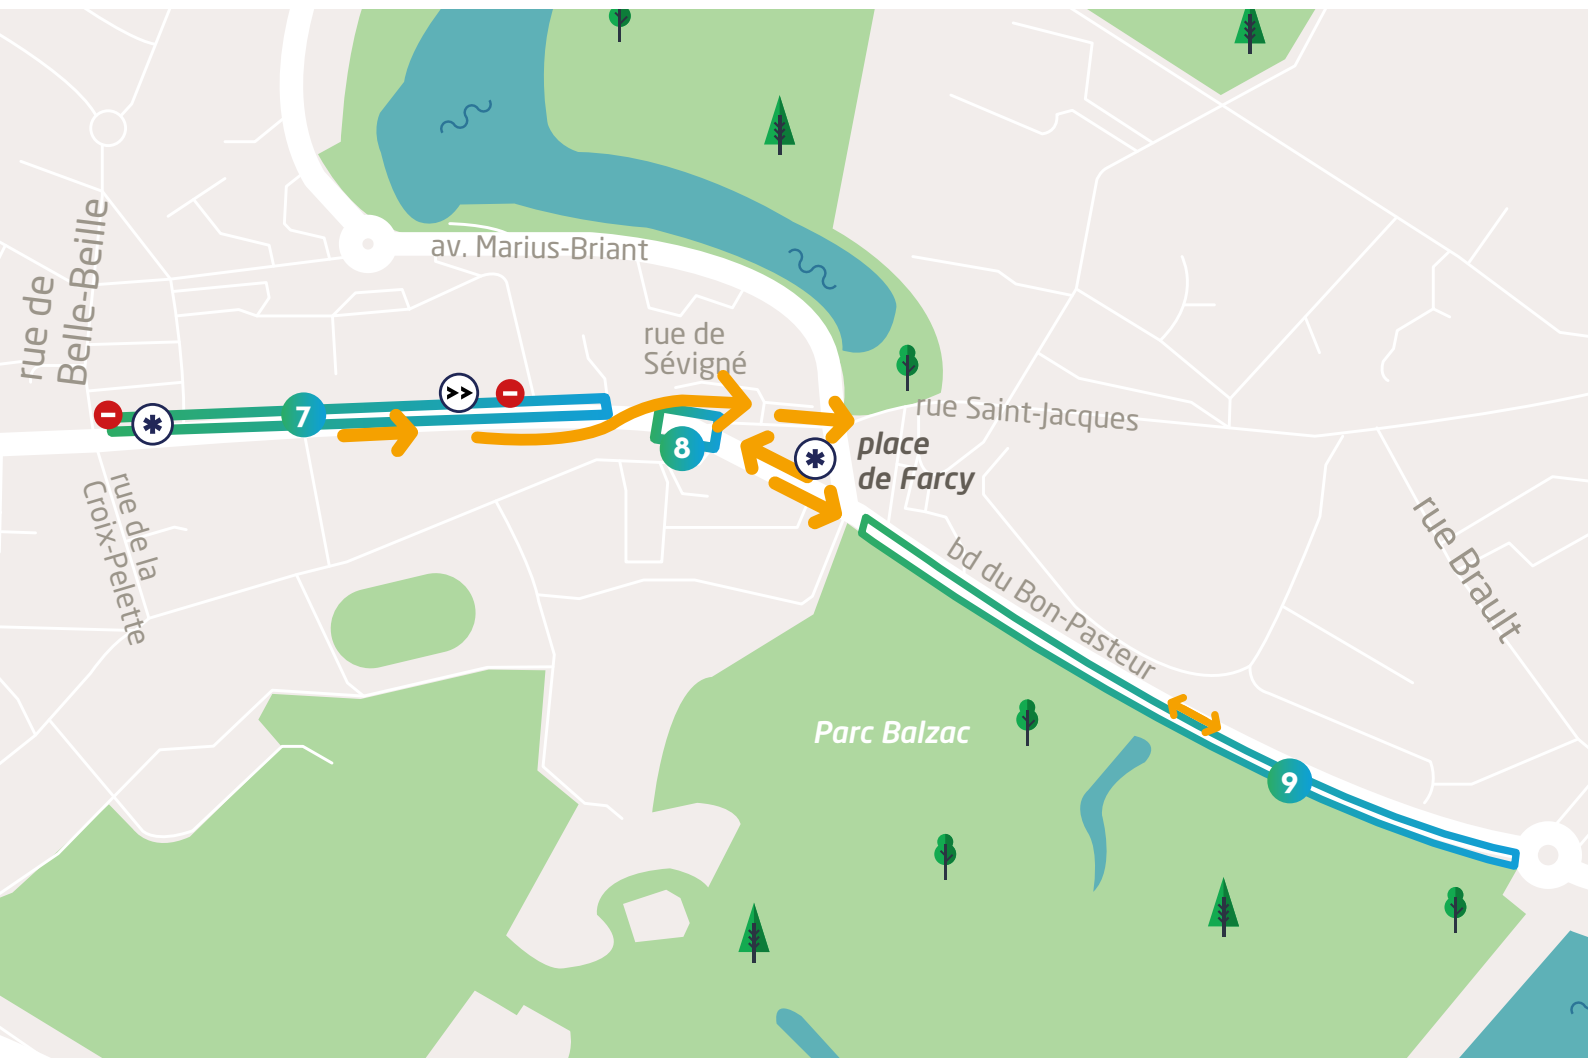 av. Marius-Briant
rue de
Belle-Beille
rue de
Sévigné
7
>>
*
rue Saint-Jacques
8
*
place
de Farcy
rue de la
Croix-Pelette
bd du Bon-Pasteur
rue Brault
Parc Balzac
9